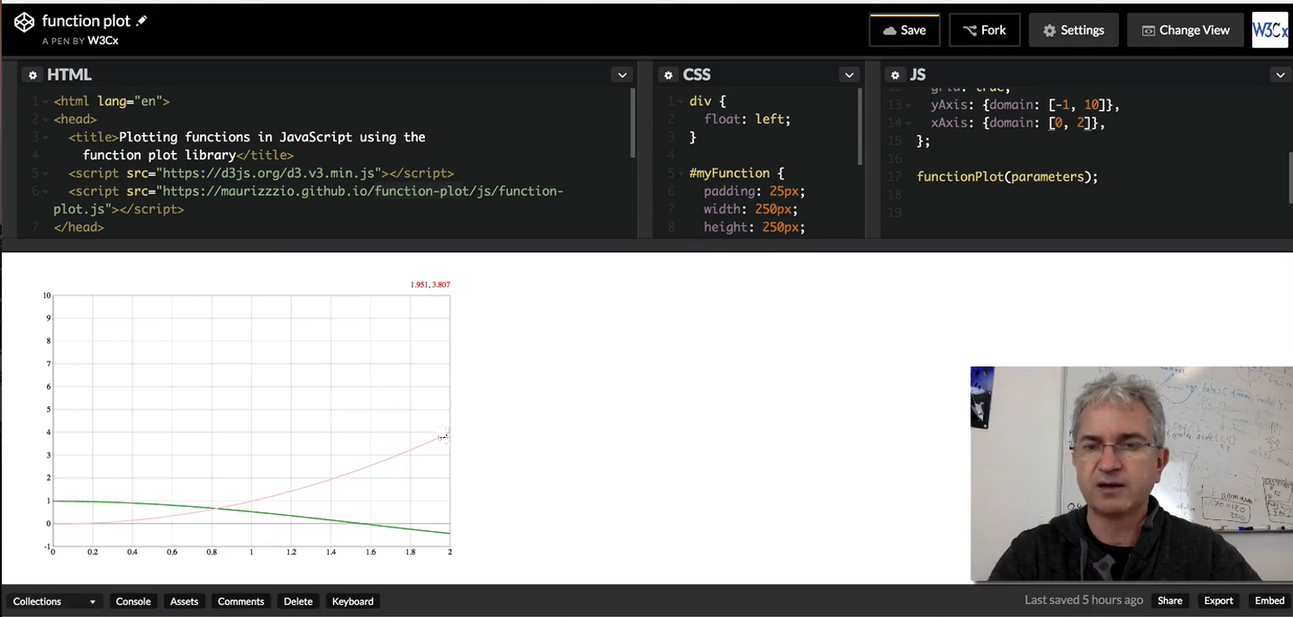 function plot
A PEN BY W3Cx
Save
Fork
Settings
Change View
W3Cx
HTML
1 <html lang="en">
2 <head>
3 <title>Plotting functions in JavaScript using the
4 function plot library</title>
5 <script src="https://d3js.org/d3.v3.min.js"></script>
6 <script src="https://maurizzzio.github.io/function-plot/js/function-
plot.js"></script>
7 </head>
CSS
1 div {
2 float: left;
3 }
4
5 #myFunction {
6 padding: 25px;
7 width: 250px;
8 height: 250px;
JS
12 grid: true,
13 yAxis: {domain: [-1, 10]},
14 xAxis: {domain: [0, 2]},
15 };
16
17 functionPlot(parameters);
18
19
1.951, 3.807
10
9
8
7
6
5
4
3
2
1
0
-1
0 0.2 0.4 0.6 0.8 1 1.2 1.4 1.6 1.8 2
Collections
Console
Assets
Comments
Delete
Keyboard
Last saved 5 hours ago
Share
Export
Embed